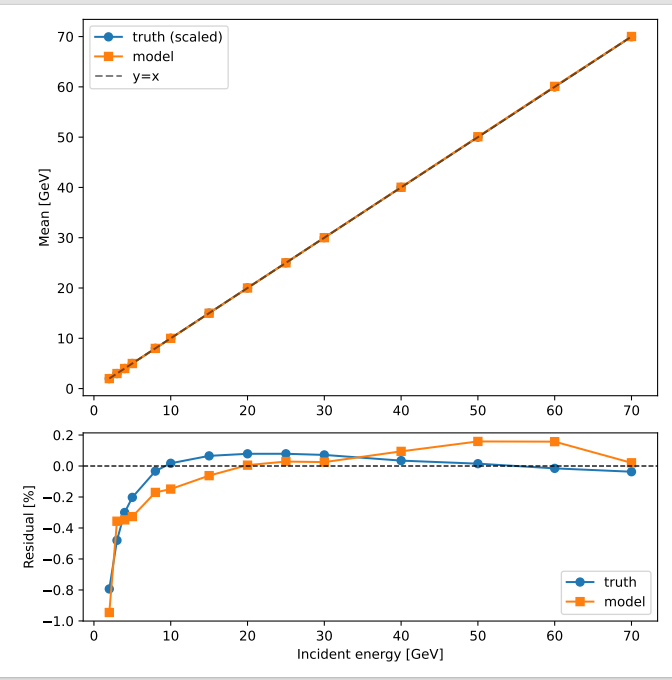 truth (scaled)
model
y=x
Mean [GeV]
70
60
50
40
30
20
10
0
0 10 20 30 40 50 60 70
Residual [%]
0.2
0.0
−0.2
−0.4
−0.6
−0.8
−1.0
truth
model
0 10 20 30 40 50 60 70
Incident energy [GeV]